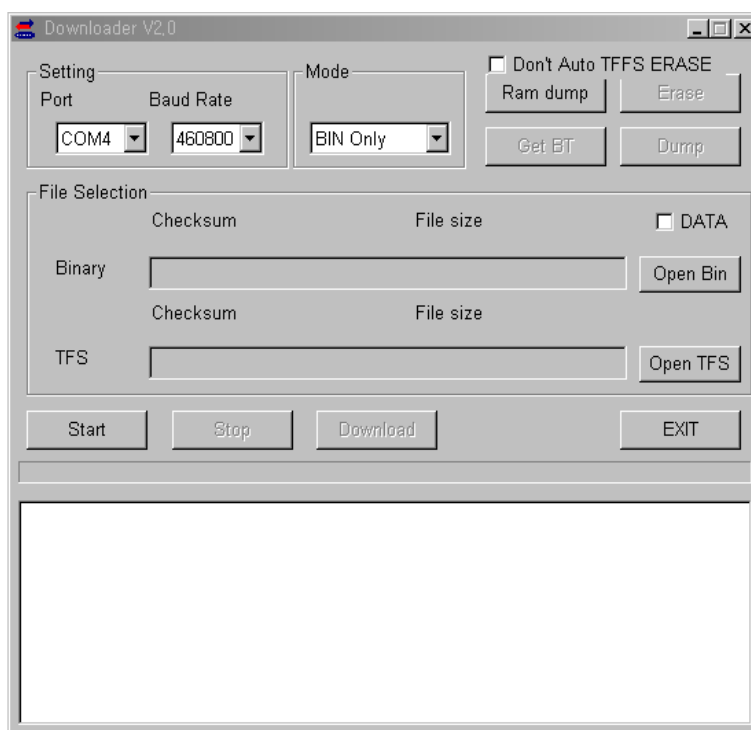 Downloader V2.0
Setting
Port
Baud Rate
COM4
460800
Mode
BIN Only
Don't Auto TFFS ERASE
Ram dump
Erase
Get BT
Dump
File Selection
Checksum
File size
DATA
Binary
Open Bin
Checksum
File size
TFS
Open TFS
Start
Stop
Download
EXIT